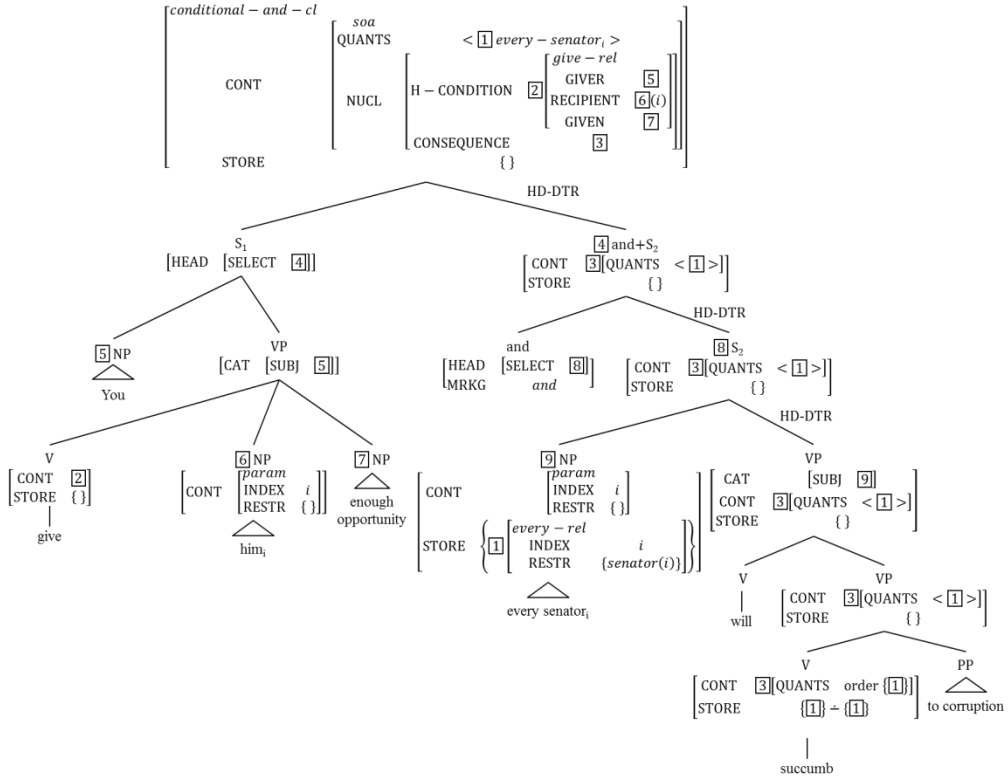 conditional − and − cl
soa
QUANTS < 1 every − senator i >
give − rel
GIVER 5
CONT
NUCL
H − CONDITION 2
RECIPIENT 6 (i)
GIVEN 7
CONSEQUENCE 3
STORE { }
HD-DTR
S1
[HEAD [SELECT 4]]
4 and+S2
[CONT 3[QUANTS < 1 >]
STORE { }]
HD-DTR
5 NP
You
VP
[CAT [SUBJ 5]]
and
[HEAD [SELECT 8]
MRKG and]
8 S2
[CONT 3[QUANTS < 1 >]
STORE { }]
HD-DTR
V
[CONT 2
STORE { }]
give
6 NP
[CONT [param
INDEX i
RESTR { }]]
him i
7 NP
enough
opportunity
9 NP
[CONT [param
INDEX i
RESTR { }]
STORE {1 [every − rel
INDEX i
RESTR {senator(i)}]}]
every senator i
VP
[CAT [SUBJ 9]
CONT 3[QUANTS < 1 >]
STORE { }]
V
will
VP
[CONT 3[QUANTS < 1 >]
STORE { }]
V
[CONT 3[QUANTS order {1}]
STORE {1} ∸ {1}]
succumb
PP
to corruption